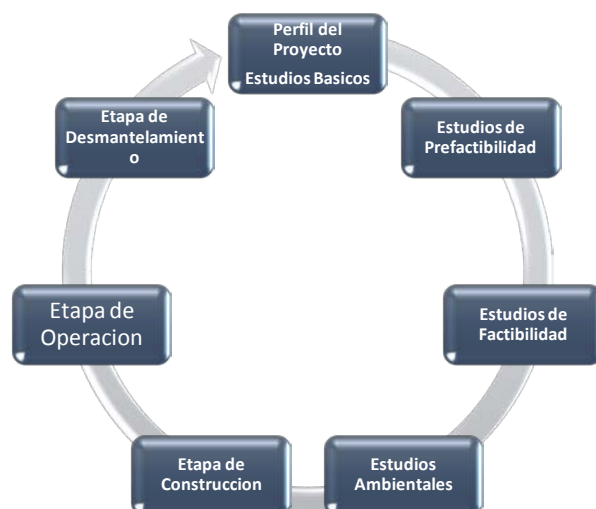 Perfil del
Proyecto
Estudios Basicos
Estudios de
Prefactibilidad
Estudios de
Factibilidad
Estudios
Ambientales
Etapa de
Construccion
Etapa de
Operacion
Etapa de
Desmantelamient
o